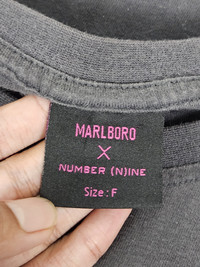 MARLBORO
X
NUMBER (N)INE
Size:F